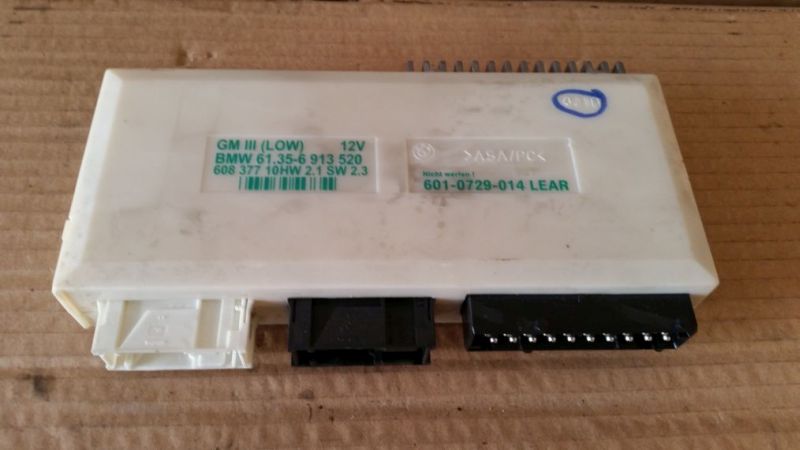 GM III (LOW) 12V
BMW 61.35-6 913 520
608 377 10HW 2.1 SW 2.3
>ASA/PC<
Nicht werfen !
601-0729-014 LEAR